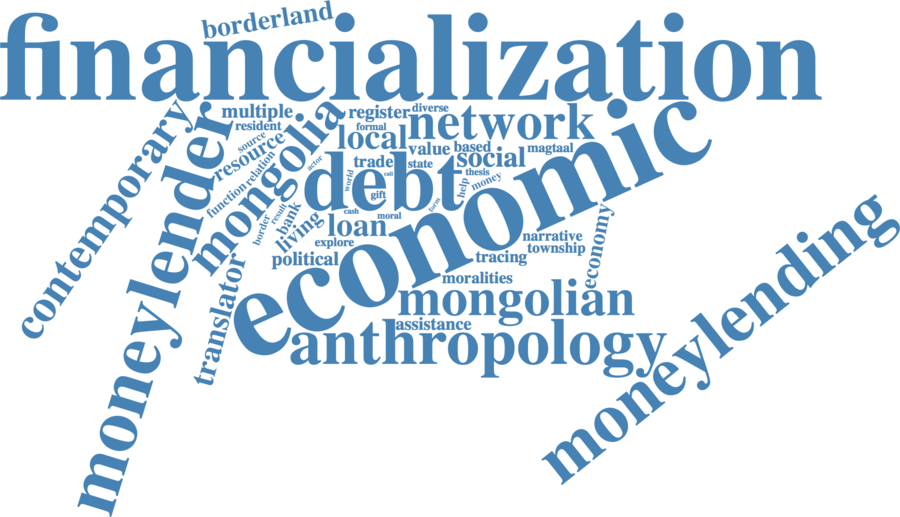 borderland
financialization
contemporary
moneylender
multiple
resident
source
resource
function
relation
border
result
mongolia
actor
register
diverse
formal
local
network
value
based
magtaal
trade
state
social
world
call
thesis
debt
gift
help
money
form
cash
moral
bank
living
loan
explore
political
translator
economic
economy
narrative
township
tracing
moralities
mongolian
assistance
anthropology
moneylending